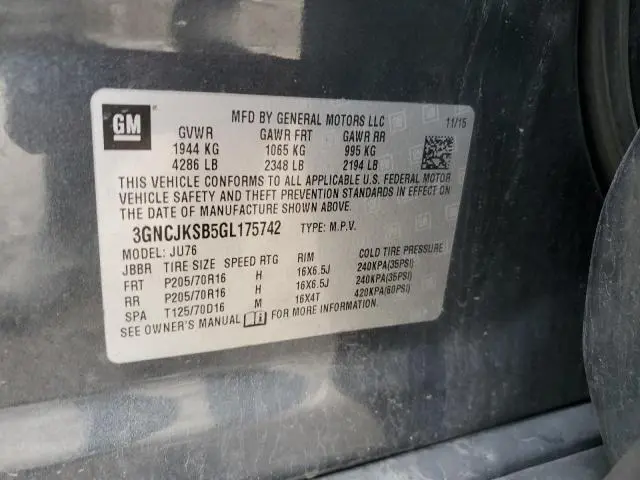 GM
MFD BY GENERAL MOTORS LLC 11/15
GVWR GAWR FRT GAWR RR
1944 KG 1065 KG 995 KG
4286 LB 2348 LB 2194 LB
THIS VEHICLE CONFORMS TO ALL APPLICABLE U.S. FEDERAL MOTOR
VEHICLE SAFETY AND THEFT PREVENTION STANDARDS IN EFFECT ON
THE DATE OF MANUFACTURE SHOWN ABOVE.
3GNCJKSB5GL175742 TYPE: M.P.V.
MODEL: JU76
JBBR TIRE SIZE SPEED RTG RIM COLD TIRE PRESSURE
FRT P205/70R16 H 16X6.5J 240KPA(35PSI)
RR P205/70R16 H 16X6.5J 240KPA(35PSI)
SPA T125/70D16 M 16X4T 420KPA(60PSI)
SEE OWNER'S MANUAL FOR MORE INFORMATION.